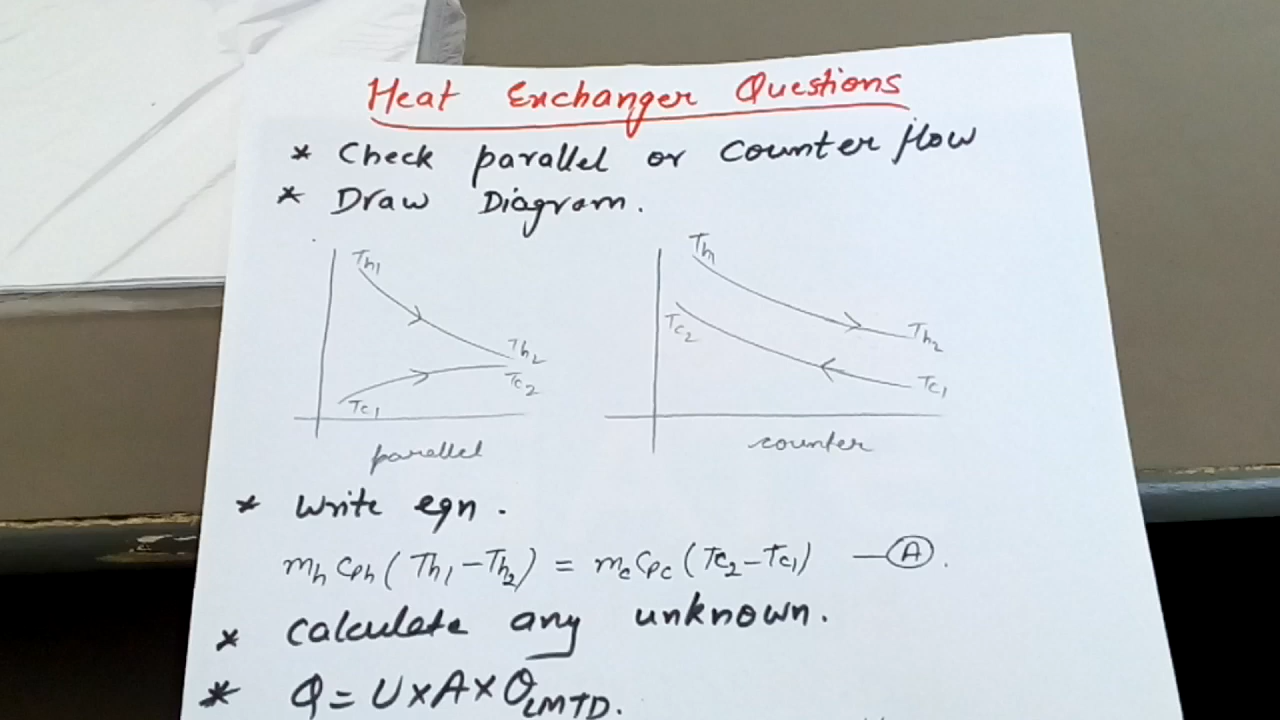 Heat Exchanger Questions
* Check parallel or counter flow
* Draw Diagram.
Th1
Th2
Tc2
Tc1
parallel
Th1
Tc2
Th2
Tc1
counter
* Write eqn.
mh Cph (Th1 - Th2) = mc Cpc (Tc2 - Tc1) — A.
* Calculate any unknown.
* Q = U×A×θLMTD.